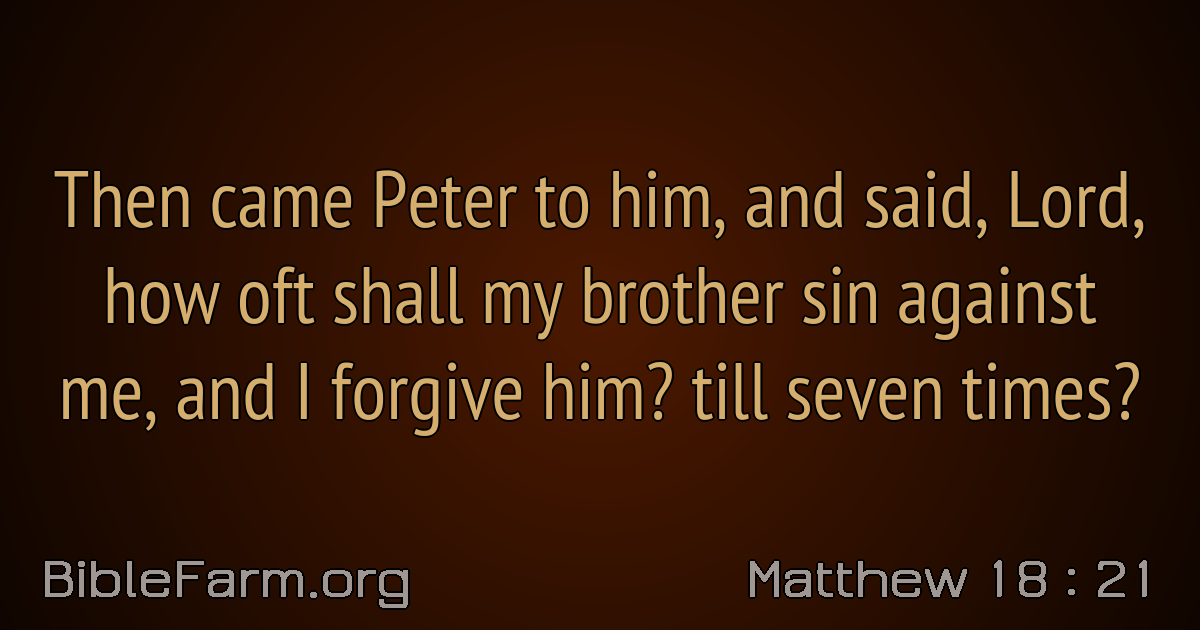 Then came Peter to him, and said, Lord,
how oft shall my brother sin against
me, and I forgive him? till seven times?
BibleFarm.org
Matthew 18 : 21